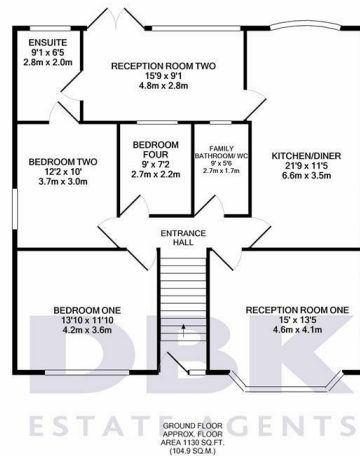 ENSUITE
9'1 x 6'5
2.8m x 2.0m
RECEPTION ROOM TWO
15'9 x 9'1
4.8m x 2.8m
BEDROOM TWO
12'2 x 10'
3.7m x 3.0m
BEDROOM
FOUR
9' x 7'2
2.7m x 2.2m
FAMILY
BATHROOM/WC
9' x 5'6
2.7m x 1.7m
KITCHEN/DINER
21'9 x 11'5
6.6m x 3.5m
ENTRANCE
HALL
BEDROOM ONE
13'10 x 11'10
4.2m x 3.6m
RECEPTION ROOM ONE
15' x 13'5
4.6m x 4.1m
DBK
ESTATE AGENTS
GROUND FLOOR
APPROX. FLOOR
AREA 1130 SQ.FT.
(104.9 SQ.M.)